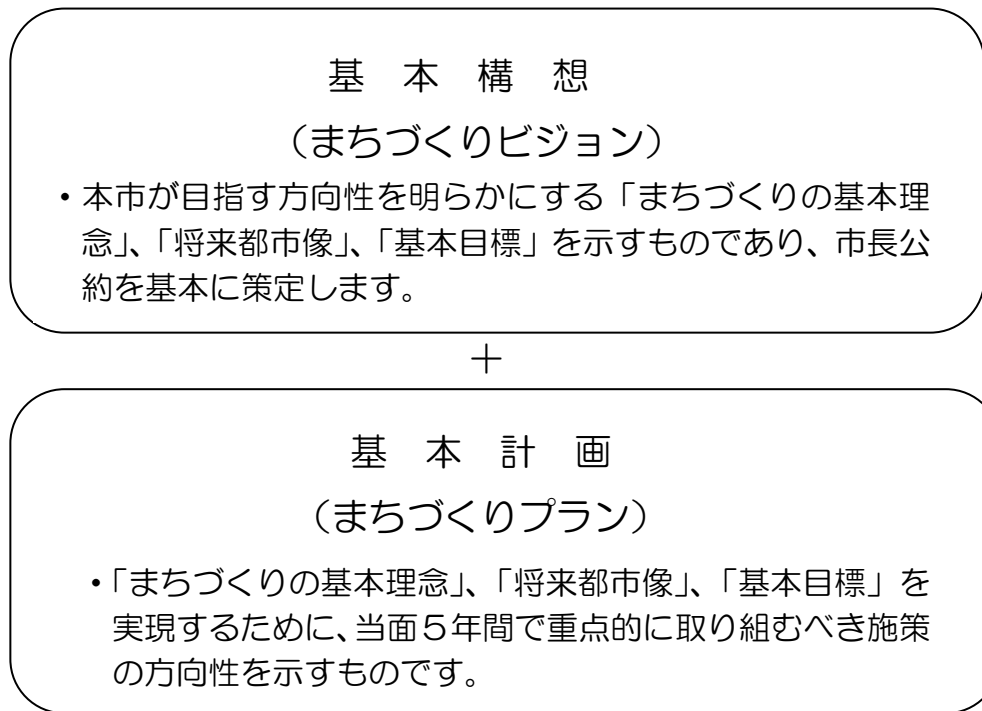 基本構想
（まちづくりビジョン）
・本市が目指す方向性を明らかにする「まちづくりの基本理
念」、「将来都市像」、「基本目標」を示すものであり、市長公
約を基本に策定します。
＋
基本計画
（まちづくりプラン）
・「まちづくりの基本理念」、「将来都市像」、「基本目標」を
実現するために、当面５年間で重点的に取り組むべき施策
の方向性を示すものです。